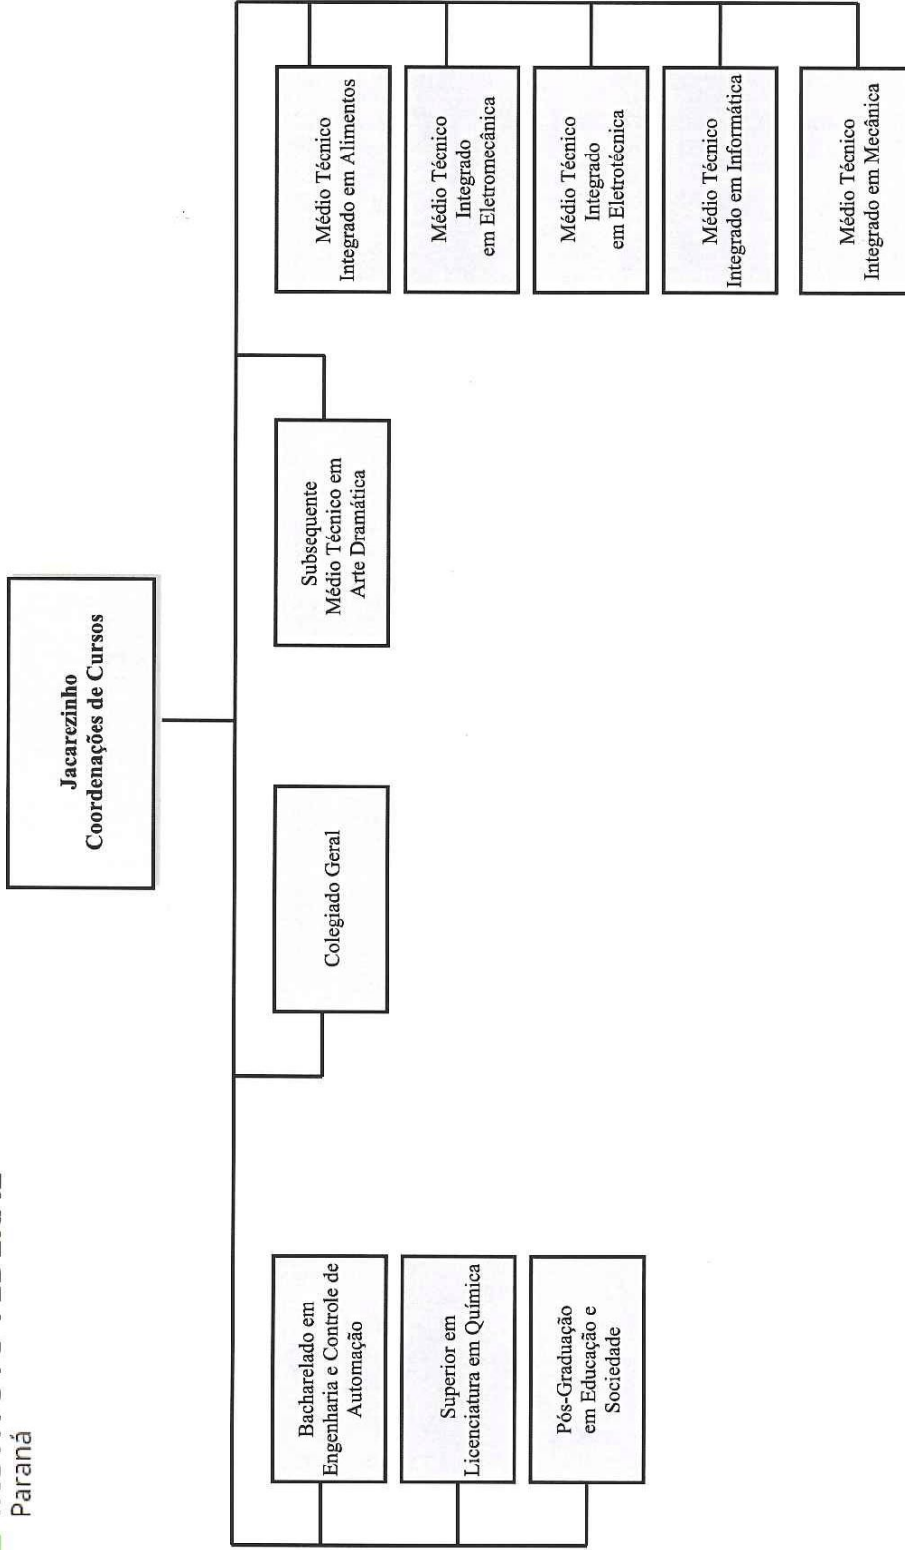 Paraná
Jacarezinho
Coordenações de Cursos
Bacharelado em
Engenharia e Controle de
Automação
Superior em
Licenciatura em Química
Pós-Graduação
em Educação e
Sociedade
Colegiado Geral
Subsequente
Médio Técnico em
Arte Dramática
Médio Técnico
Integrado em Alimentos
Médio Técnico
Integrado
em Eletromecânica
Médio Técnico
Integrado
em Eletrotécnica
Médio Técnico
Integrado em Informática
Médio Técnico
Integrado em Mecânica